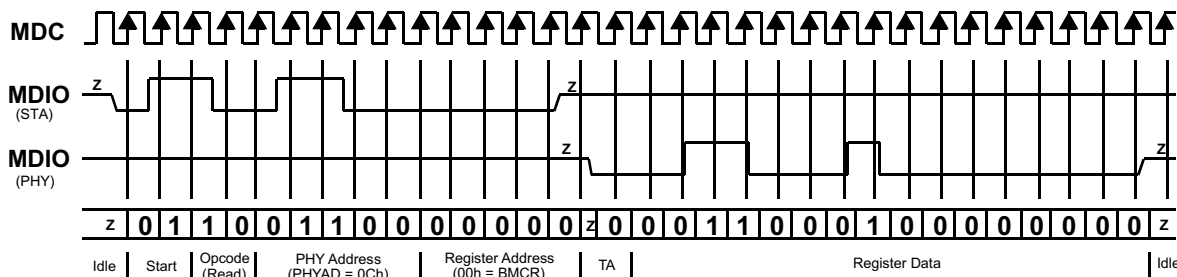 MDC
z
MDIO
(STA)
z
MDIO
(PHY)
z
z
z 0 1 1 0 0 1 1 0 0 0 0 0 0 0 z 0 0 0 1 1 0 0 0 1 0 0 0 0 0 0 0 0 z
Idle
Start
Opcode
(Read)
PHY Address
(PHYAD = 0Ch)
Register Address
(00h = BMCR)
TA
Register Data
Idle